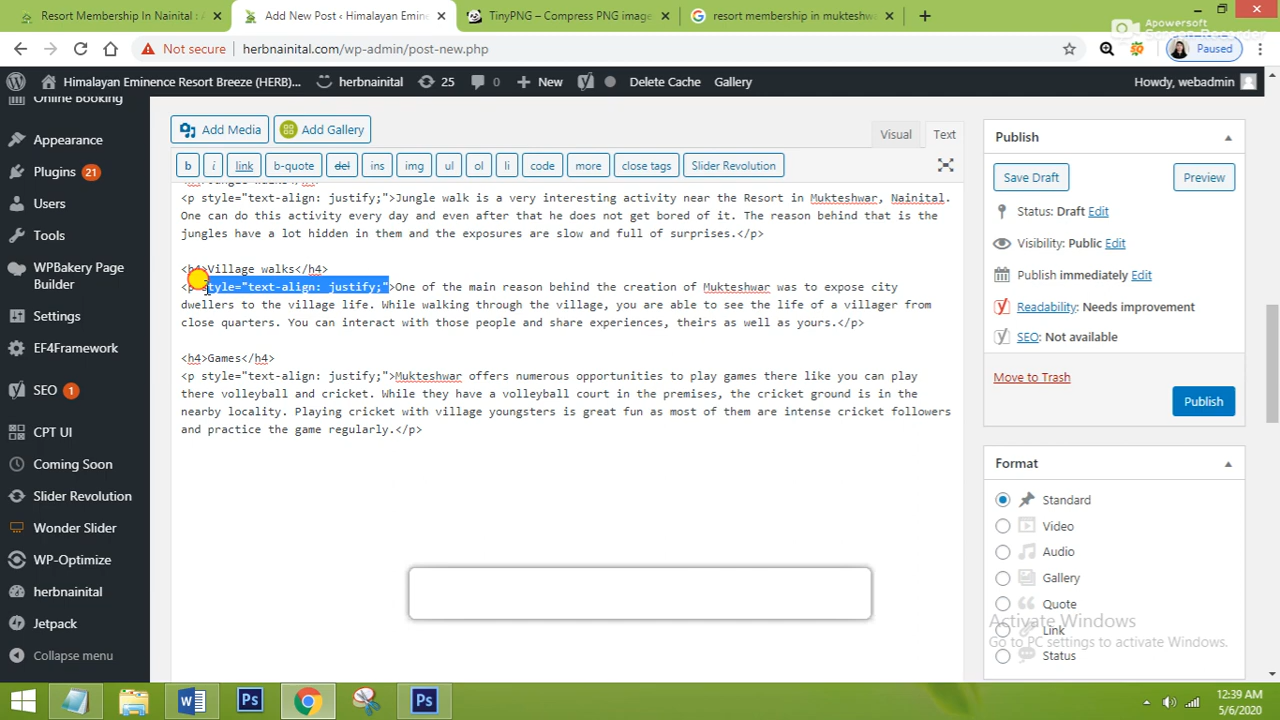 Resort Membership In Nainital : A
Add New Post ‹ Himalayan Emine
TinyPNG – Compress PNG image
resort membership in mukteshw
Apowersoft
Screen Recorder
Not secure
herbnainital.com/wp-admin/post-new.php
Paused
Himalayan Eminence Resort Breeze (HERB)...
herbnainital
25
0
New
Delete Cache
Gallery
Howdy, webadmin
Online Booking
Appearance
Plugins 21
Users
Tools
WPBakery Page
Builder
Settings
EF4Framework
SEO 1
CPT UI
Coming Soon
Slider Revolution
Wonder Slider
WP-Optimize
herbnainital
Jetpack
Collapse menu
Add Media
Add Gallery
Visual
Text
b
i
link
b-quote
del
ins
img
ul
ol
li
code
more
close tags
Slider Revolution
<p style="text-align: justify;">Jungle walk is a very interesting activity near the Resort in Mukteshwar, Nainital.
One can do this activity every day and even after that he does not get bored of it. The reason behind that is the
jungles have a lot hidden in them and the exposures are slow and full of surprises.</p>
<h4>Village walks</h4>
<p style="text-align: justify;">One of the main reason behind the creation of Mukteshwar was to expose city
dwellers to the village life. While walking through the village, you are able to see the life of a villager from
close quarters. You can interact with those people and share experiences, theirs as well as yours.</p>
<h4>Games</h4>
<p style="text-align: justify;">Mukteshwar offers numerous opportunities to play games there like you can play
there volleyball and cricket. While they have a volleyball court in the premises, the cricket ground is in the
nearby locality. Playing cricket with village youngsters is great fun as most of them are intense cricket followers
and practice the game regularly.</p>
Publish
Save Draft
Preview
Status: Draft Edit
Visibility: Public Edit
Publish immediately Edit
Readability: Needs improvement
SEO: Not available
Move to Trash
Publish
Format
Standard
Video
Audio
Gallery
Quote
Link
Status
Activate Windows
Go to PC settings to activate Windows.
12:39 AM
5/6/2020